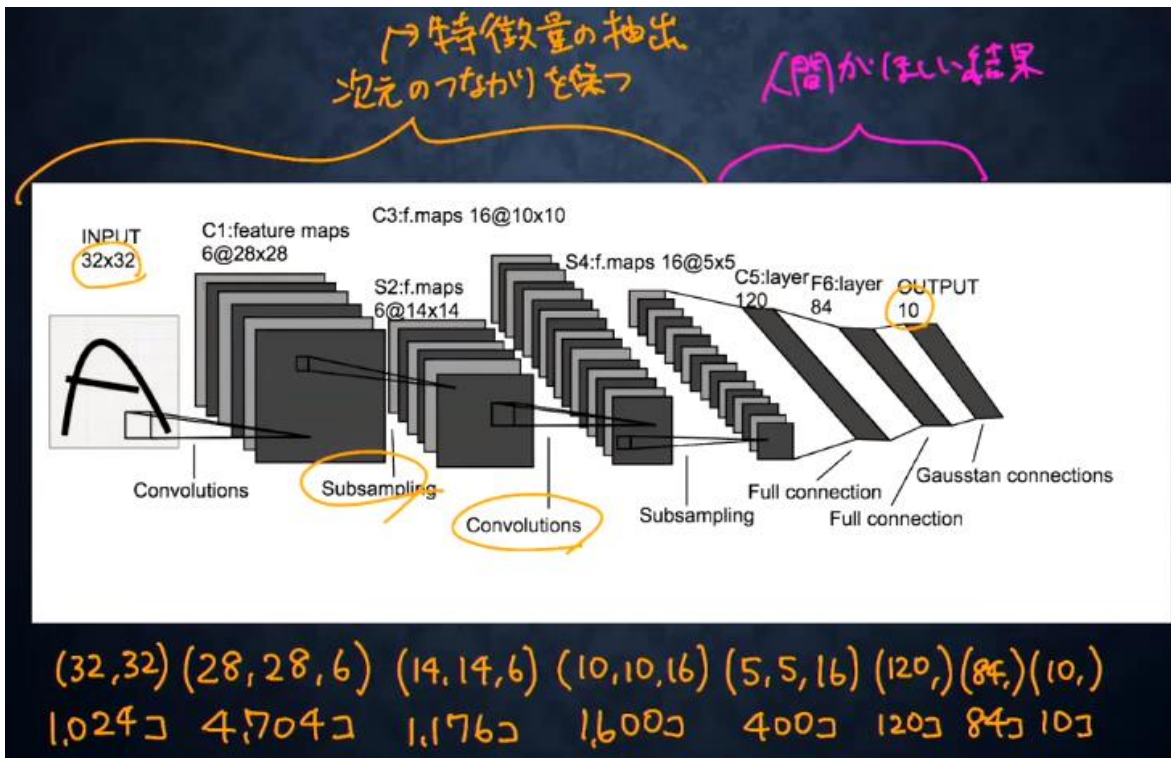 ↱特徴量の抽出
次元のつながりを保つ
人間がほしい結果
INPUT
32x32
C1:feature maps
6@28x28
S2:f.maps
6@14x14
C3:f.maps 16@10x10
S4:f.maps 16@5x5
C5:layer
120
F6:layer
84
OUTPUT
10
Convolutions
Subsampling
Convolutions
Subsampling
Full connection
Full connection
Gausstan connections
(32,32) (28,28,6) (14.14,6) (10,10,16) (5,5,16) (120,) (84,) (10,)
1,024コ 4,704コ 1,176コ 1,600コ 400コ 120コ 84コ 10コ